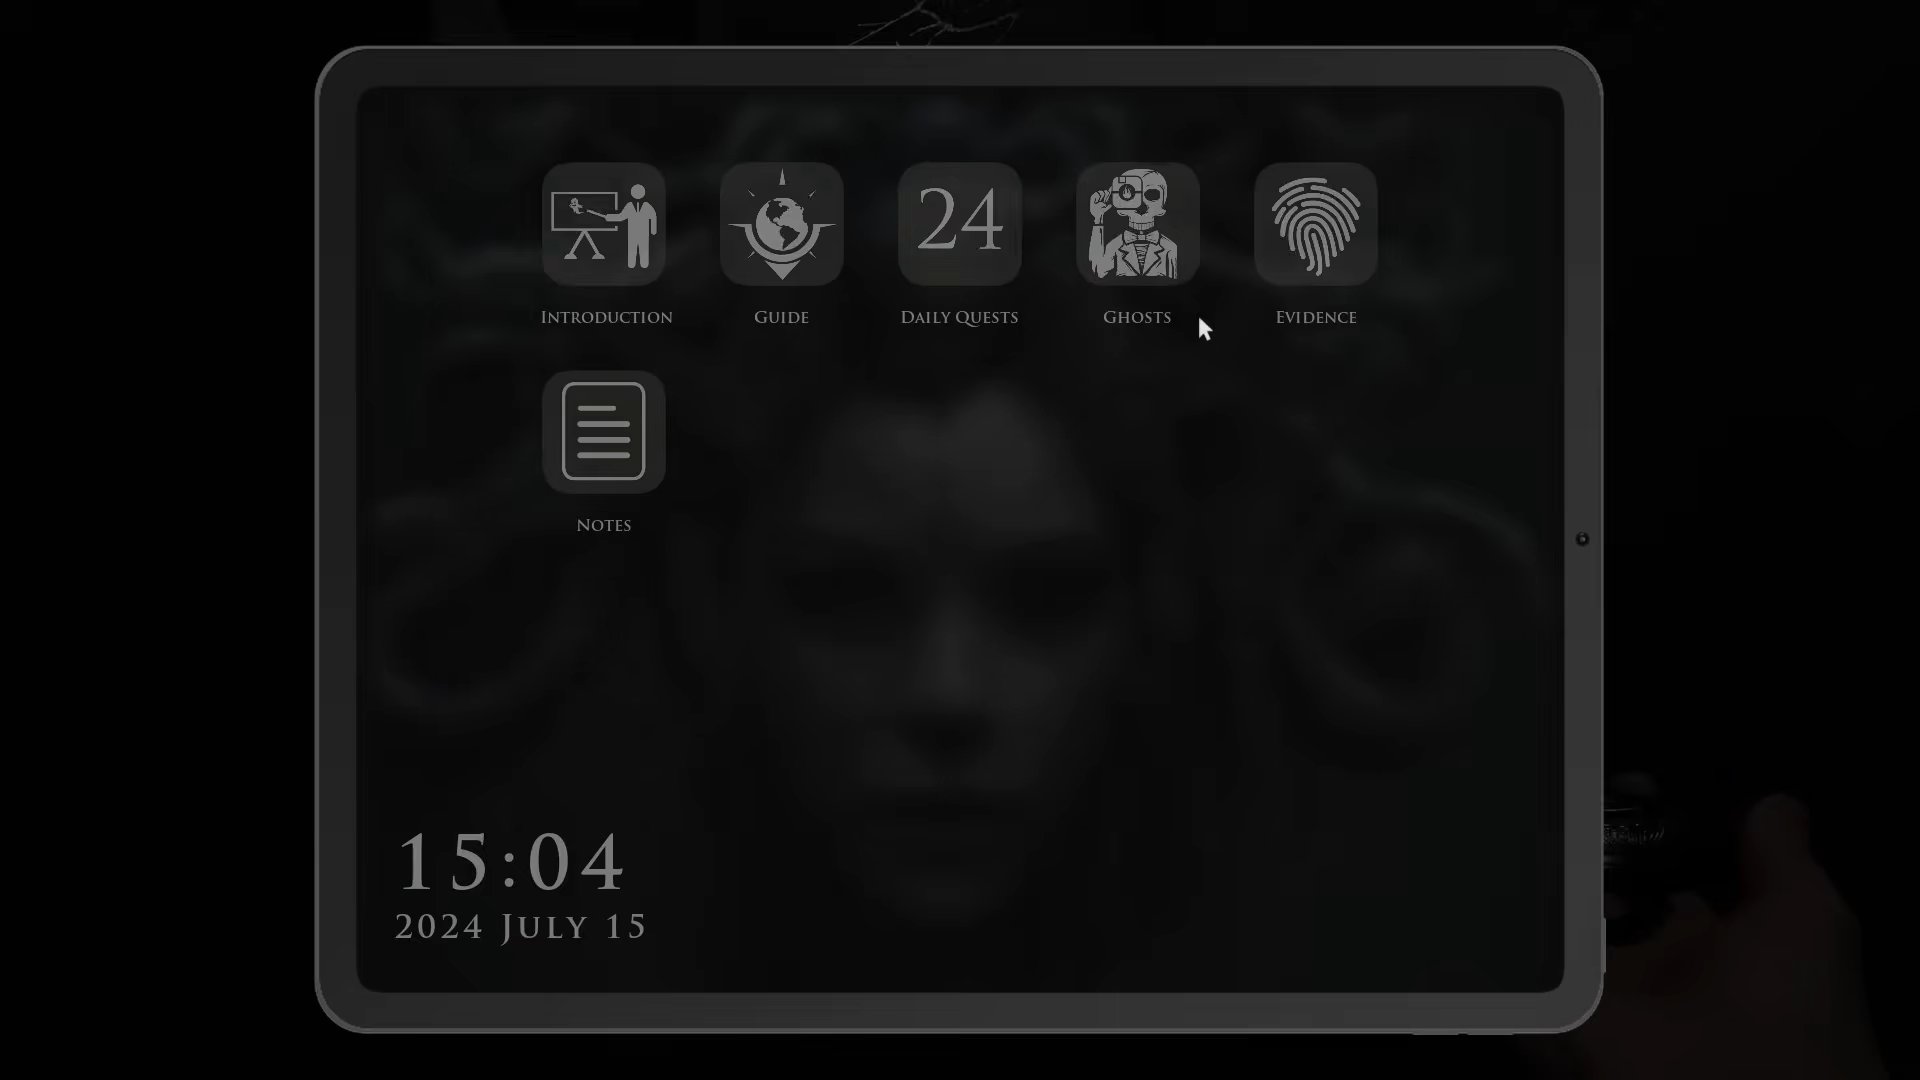 24
INTRODUCTION
GUIDE
DAILY QUESTS
GHOSTS
EVIDENCE
NOTES
15:04
2024 JULY 15